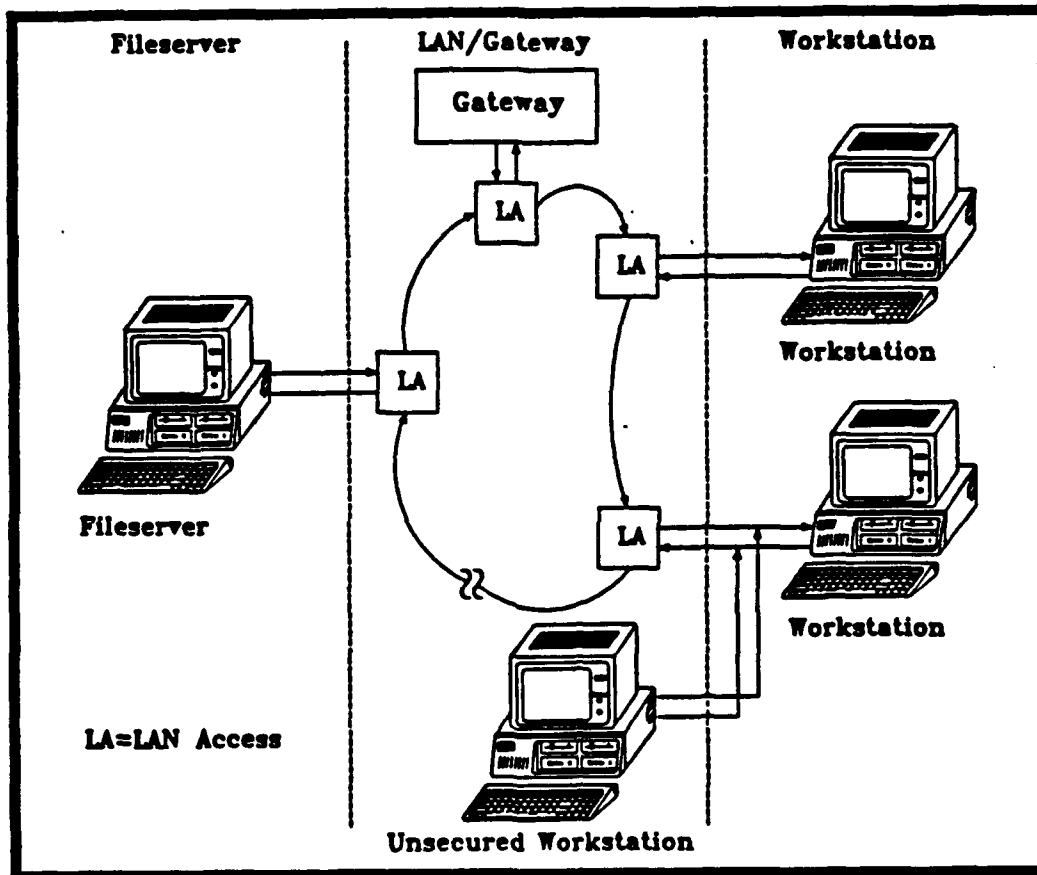 Fileserver
LAN/Gateway
Workstation
Gateway
LA
LA
LA
LA
Workstation
Fileserver
Workstation
LA=LAN Access
Unsecured Workstation